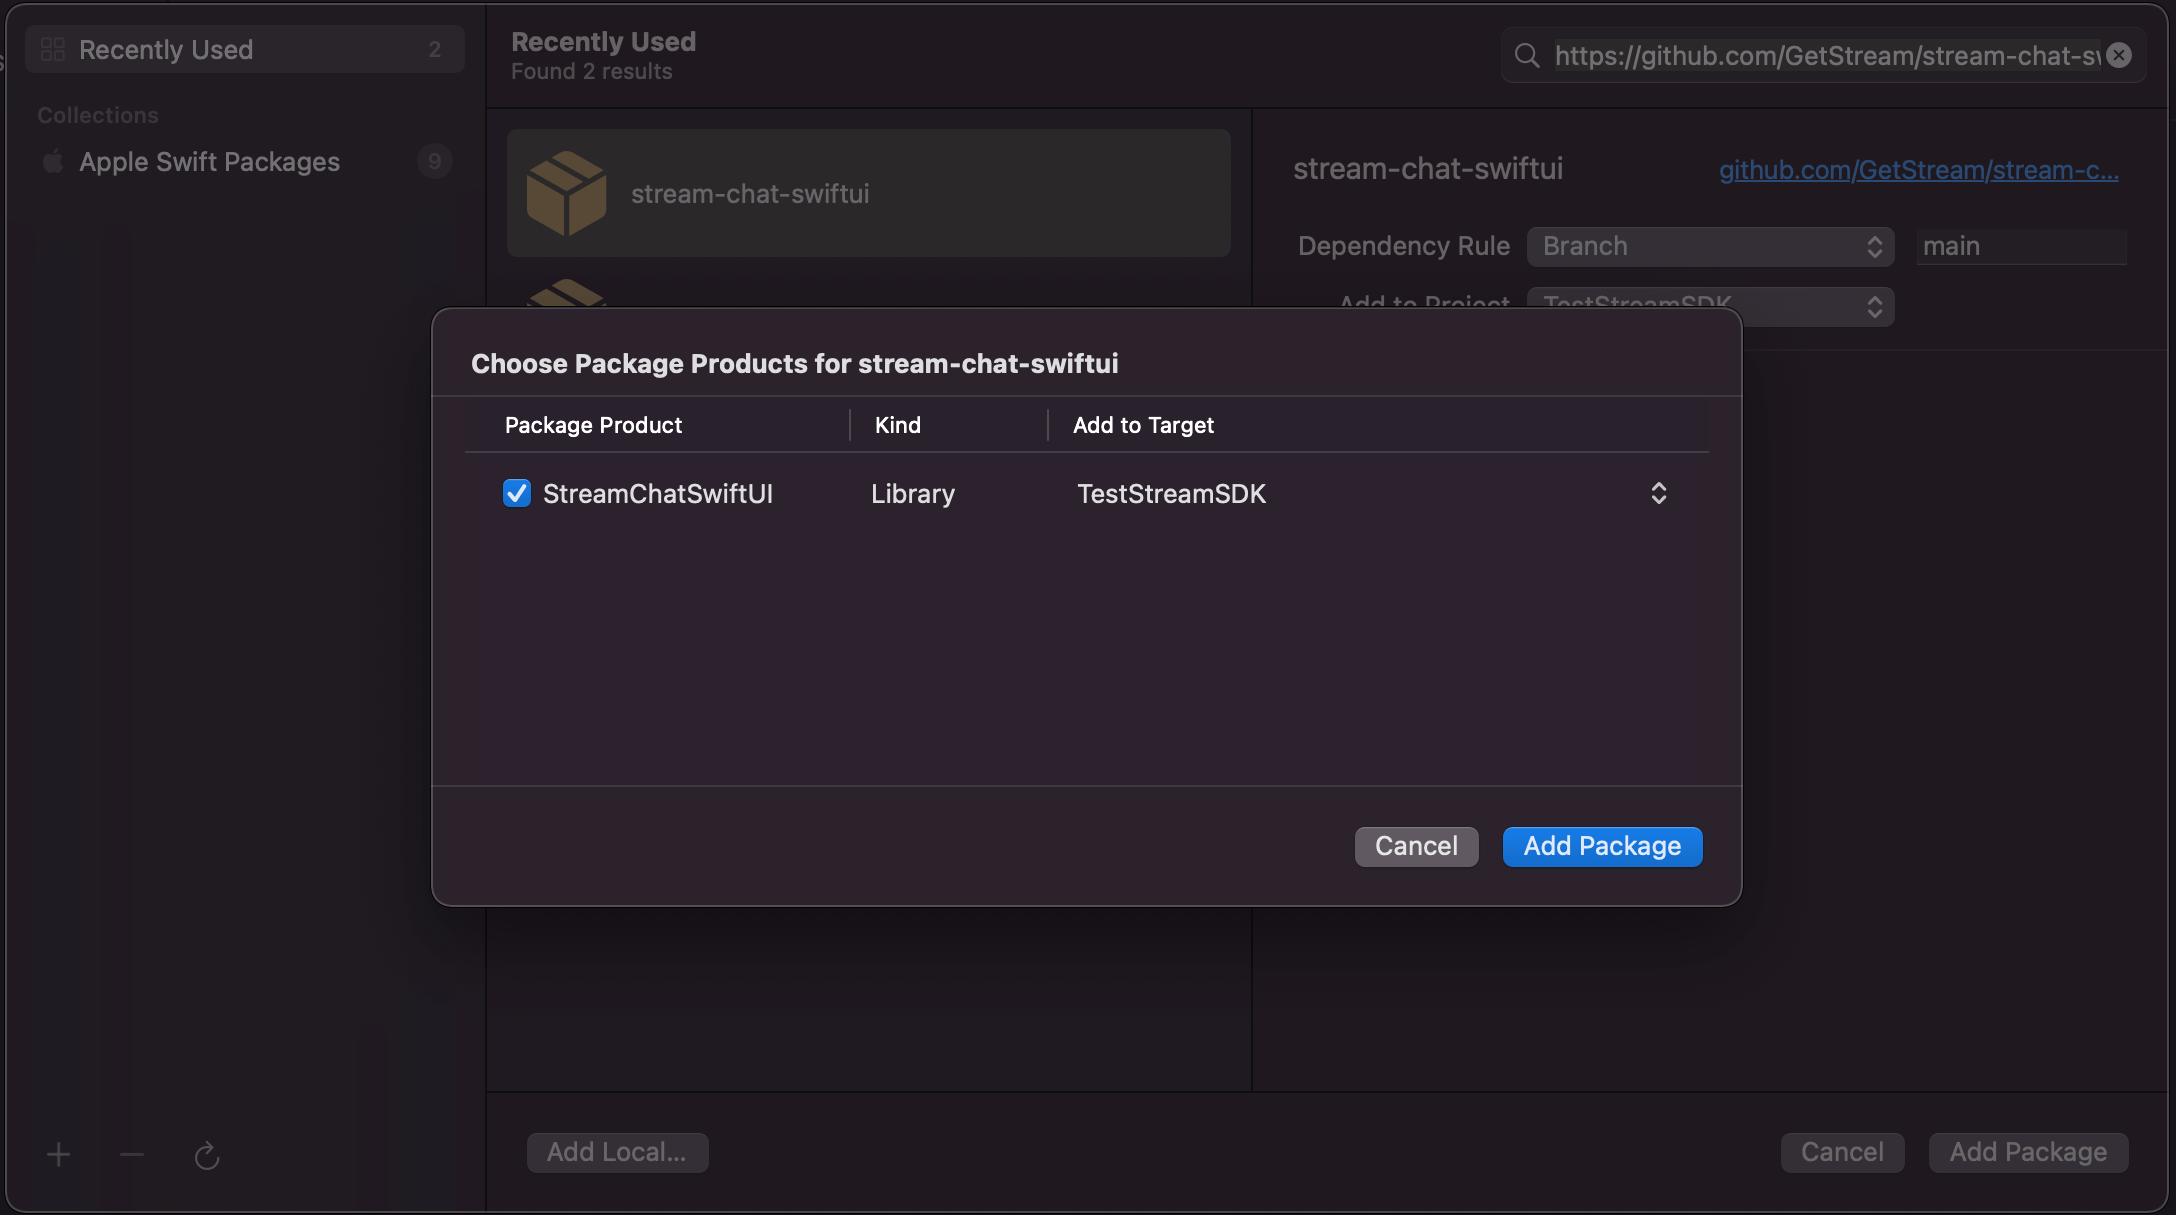 Recently Used 2
Collections
Apple Swift Packages 9
Recently Used
Found 2 results
https://github.com/GetStream/stream-chat-sw
stream-chat-swiftui
stream-chat-swiftui github.com/GetStream/stream-c...
Dependency Rule Branch main
Add to Project TestStreamSDK
Choose Package Products for stream-chat-swiftui
Package Product Kind Add to Target
StreamChatSwiftUI Library TestStreamSDK
Cancel Add Package
Add Local... Cancel Add Package